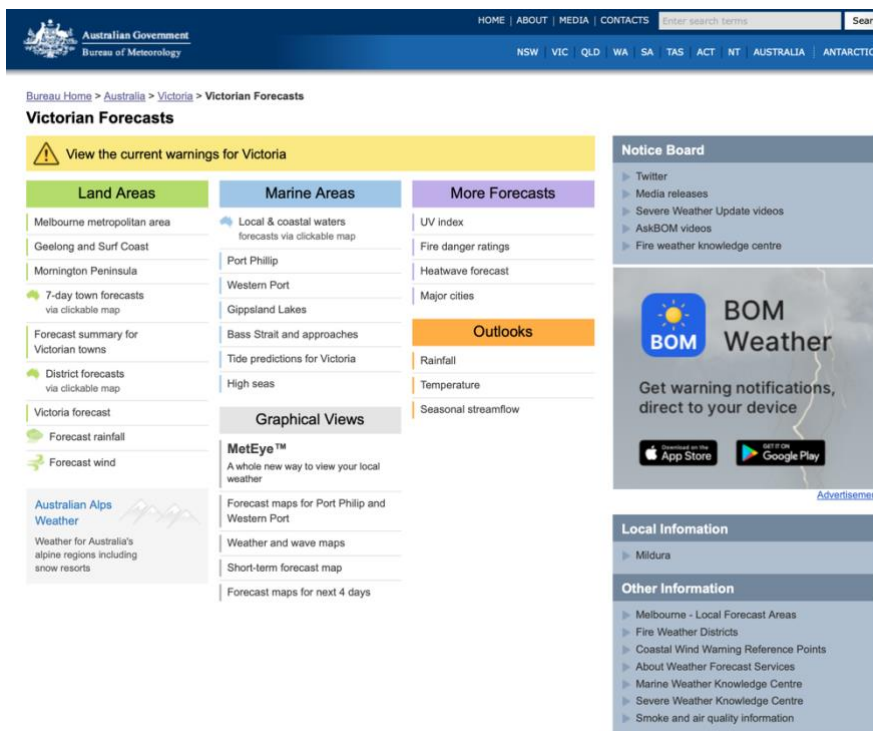 Australian Government
Bureau of Meteorology
HOME | ABOUT | MEDIA | CONTACTS
Enter search terms
NSW | VIC | QLD | WA | SA | TAS | ACT | NT | AUSTRALIA | ANTARCTIC
Bureau Home > Australia > Victoria > Victorian Forecasts
Victorian Forecasts
View the current warnings for Victoria
Land Areas
Melbourne metropolitan area
Geelong and Surf Coast
Mornington Peninsula
7-day town forecasts
via clickable map
Forecast summary for
Victorian towns
District forecasts
via clickable map
Victoria forecast
Forecast rainfall
Forecast wind
Australian Alps
Weather
Weather for Australia's
alpine regions including
snow resorts
Marine Areas
Local & coastal waters
forecasts via clickable map
Port Phillip
Western Port
Gippsland Lakes
Bass Strait and approaches
Tide predictions for Victoria
High seas
Graphical Views
MetEye™
A whole new way to view your local
weather
Forecast maps for Port Philip and
Western Port
Weather and wave maps
Short-term forecast map
Forecast maps for next 4 days
More Forecasts
UV index
Fire danger ratings
Heatwave forecast
Major cities
Outlooks
Rainfall
Temperature
Seasonal streamflow
Notice Board
Twitter
Media releases
Severe Weather Update videos
AskBOM videos
Fire weather knowledge centre
BOM
BOM
Weather
Get warning notifications,
direct to your device
Download on the
App Store
GET IT ON
Google Play
Local Infomation
Mildura
Other Information
Melbourne - Local Forecast Areas
Fire Weather Districts
Coastal Wind Warning Reference Points
About Weather Forecast Services
Marine Weather Knowledge Centre
Severe Weather Knowledge Centre
Smoke and air quality information